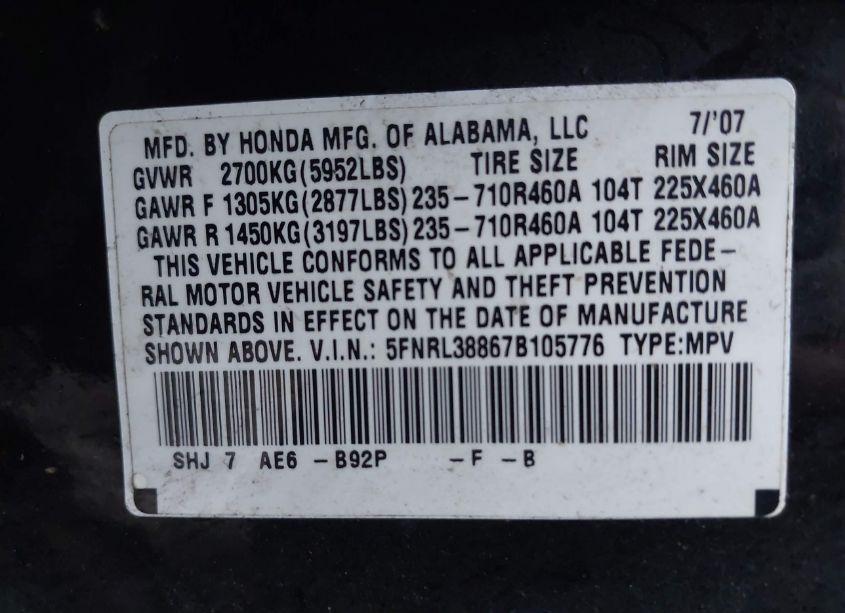 MFD. BY HONDA MFG. OF ALABAMA, LLC 7/'07
GVWR 2700KG(5952LBS) TIRE SIZE RIM SIZE
GAWR F 1305KG(2877LBS) 235-710R460A 104T 225X460A
GAWR R 1450KG(3197LBS) 235-710R460A 104T 225X460A
THIS VEHICLE CONFORMS TO ALL APPLICABLE FEDE-
RAL MOTOR VEHICLE SAFETY AND THEFT PREVENTION
STANDARDS IN EFFECT ON THE DATE OF MANUFACTURE
SHOWN ABOVE. V.I.N.: 5FNRL38867B105776 TYPE:MPV
SHJ 7 AE6 -B92P -F -B